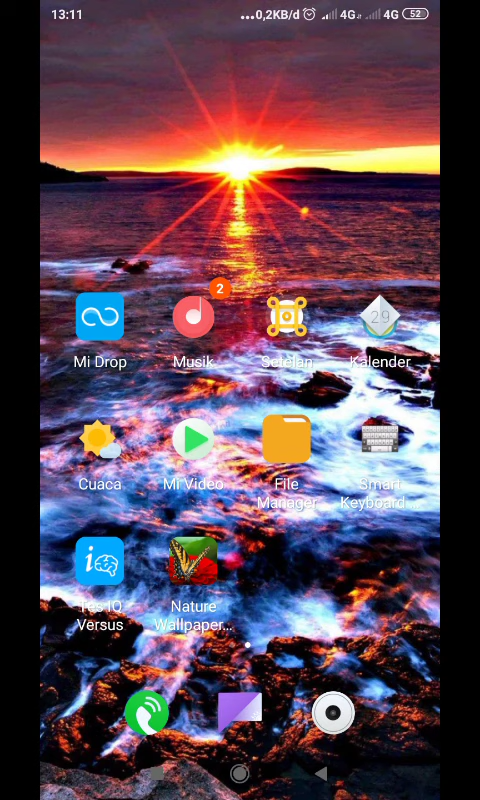 13:11
...0,2KB/d 4G 4G 52
2
29
Mi Drop Musik Setelan Kalender
Cuaca Mi Video File Manager Smart Keyboard...
i
Tes IQ Versus Nature Wallpaper...